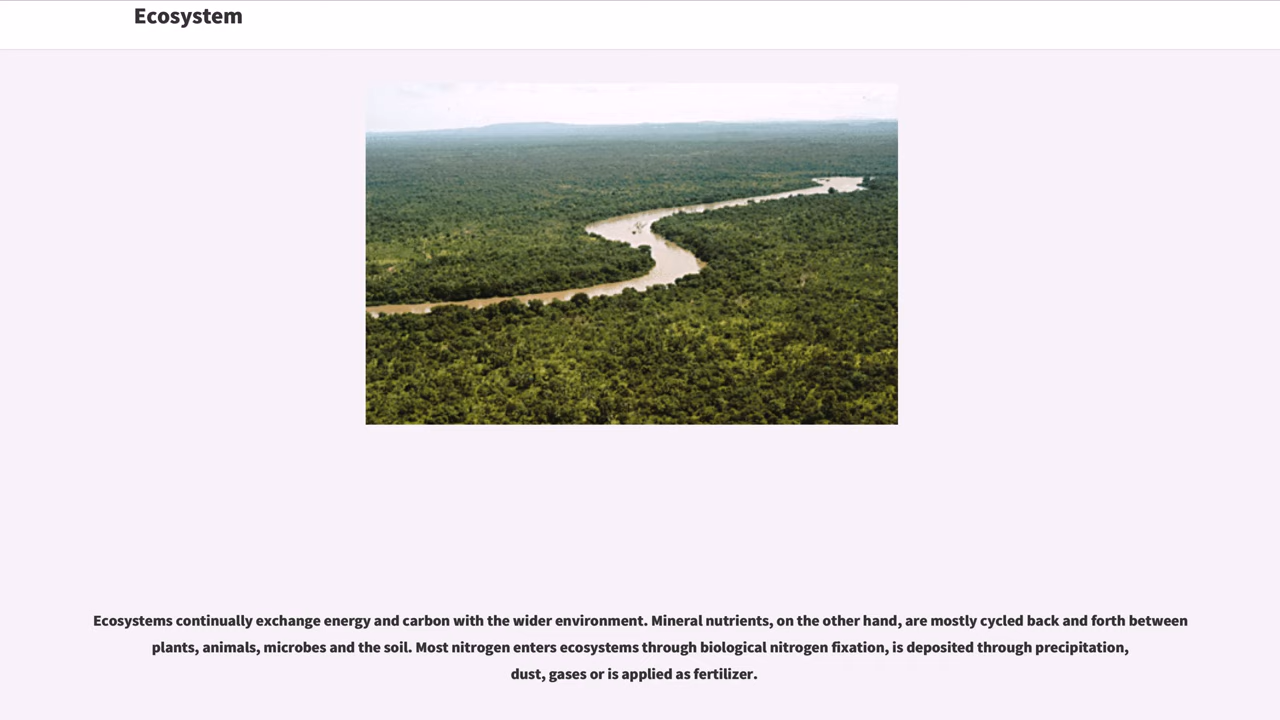 Ecosystem
Ecosystems continually exchange energy and carbon with the wider environment. Mineral nutrients, on the other hand, are mostly cycled back and forth between
plants, animals, microbes and the soil. Most nitrogen enters ecosystems through biological nitrogen fixation, is deposited through precipitation,
dust, gases or is applied as fertilizer.